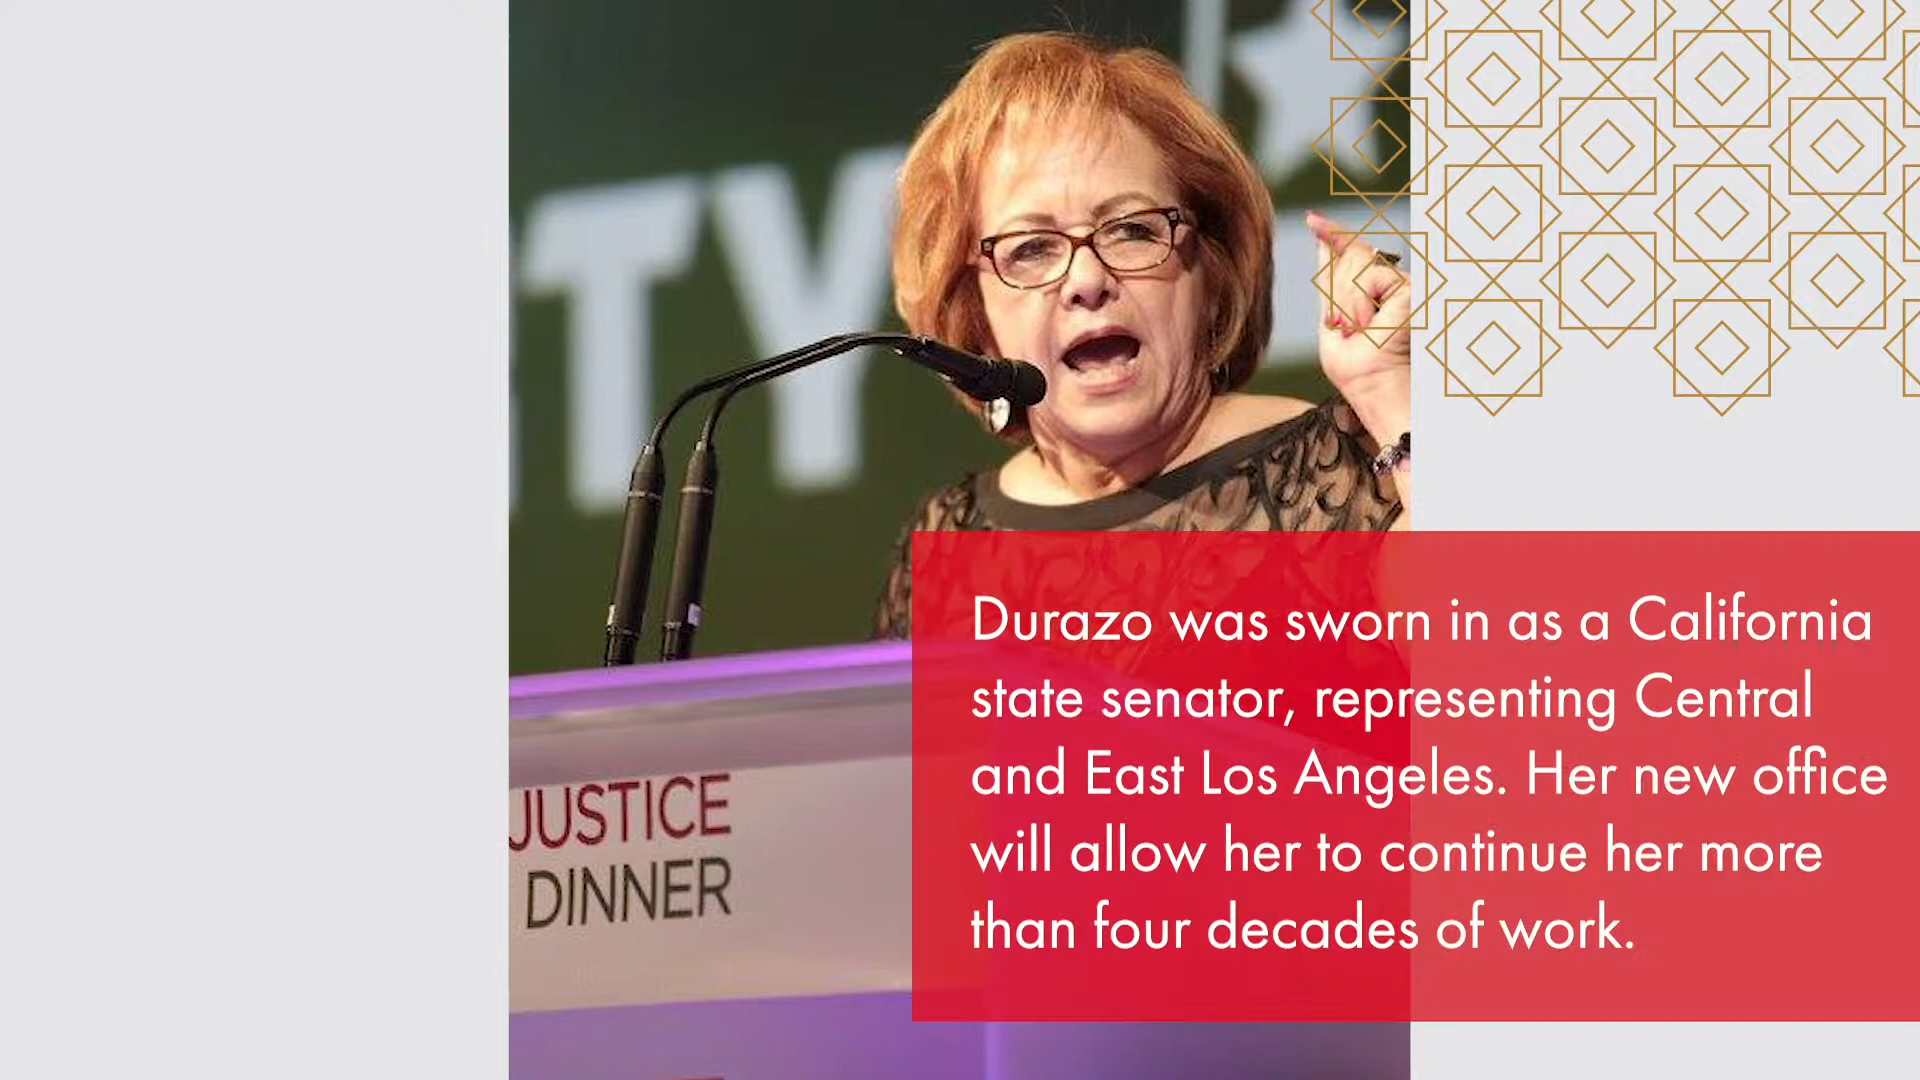 TY
JUSTICE
DINNER
Durazo was sworn in as a California
state senator, representing Central
and East Los Angeles. Her new office
will allow her to continue her more
than four decades of work.